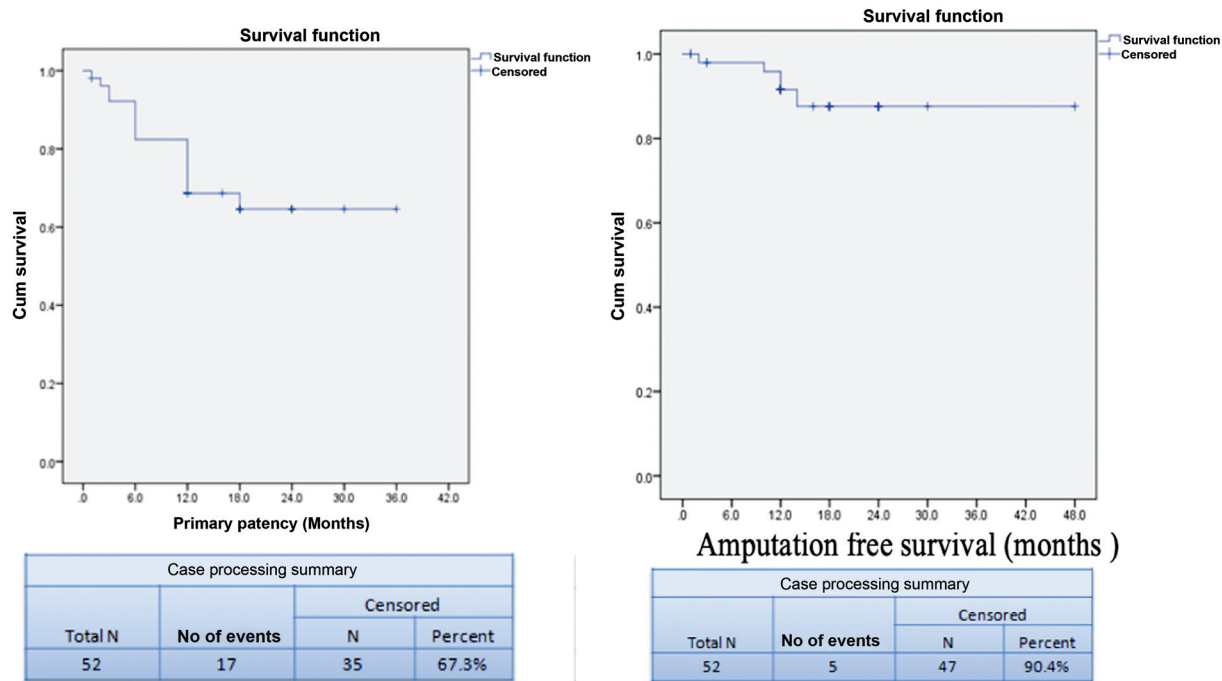 Survival function
Survival function
Censored
1.0
0.8
0.6
0.4
0.2
0.0
Cum survival
.0 6.0 12.0 18.0 24.0 30.0 36.0 42.0
Primary patency (Months)
Case processing summary
Censored
Total N No of events N Percent
52 17 35 67.3%
Survival function
Survival function
Censored
1.0
0.8
0.6
0.4
0.2
0.0
Cum survival
.0 6.0 12.0 18.0 24.0 30.0 36.0 42.0 48.0
Amputation free survival (months )
Case processing summary
Censored
Total N No of events N Percent
52 5 47 90.4%